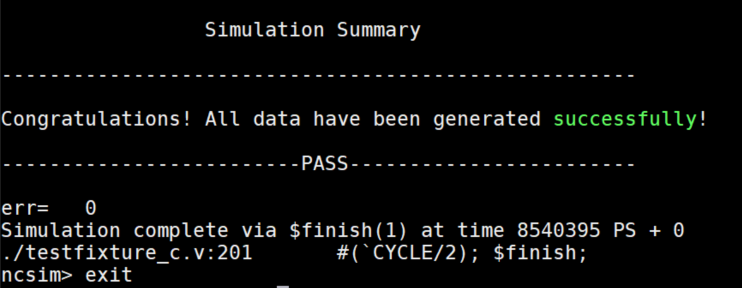 Simulation Summary
-----------------------------------------------------
Congratulations! All data have been generated successfully!
-------------------------PASS------------------------
err=   0
Simulation complete via $finish(1) at time 8540395 PS + 0
./testfixture_c.v:201       #(`CYCLE/2); $finish;
ncsim> exit